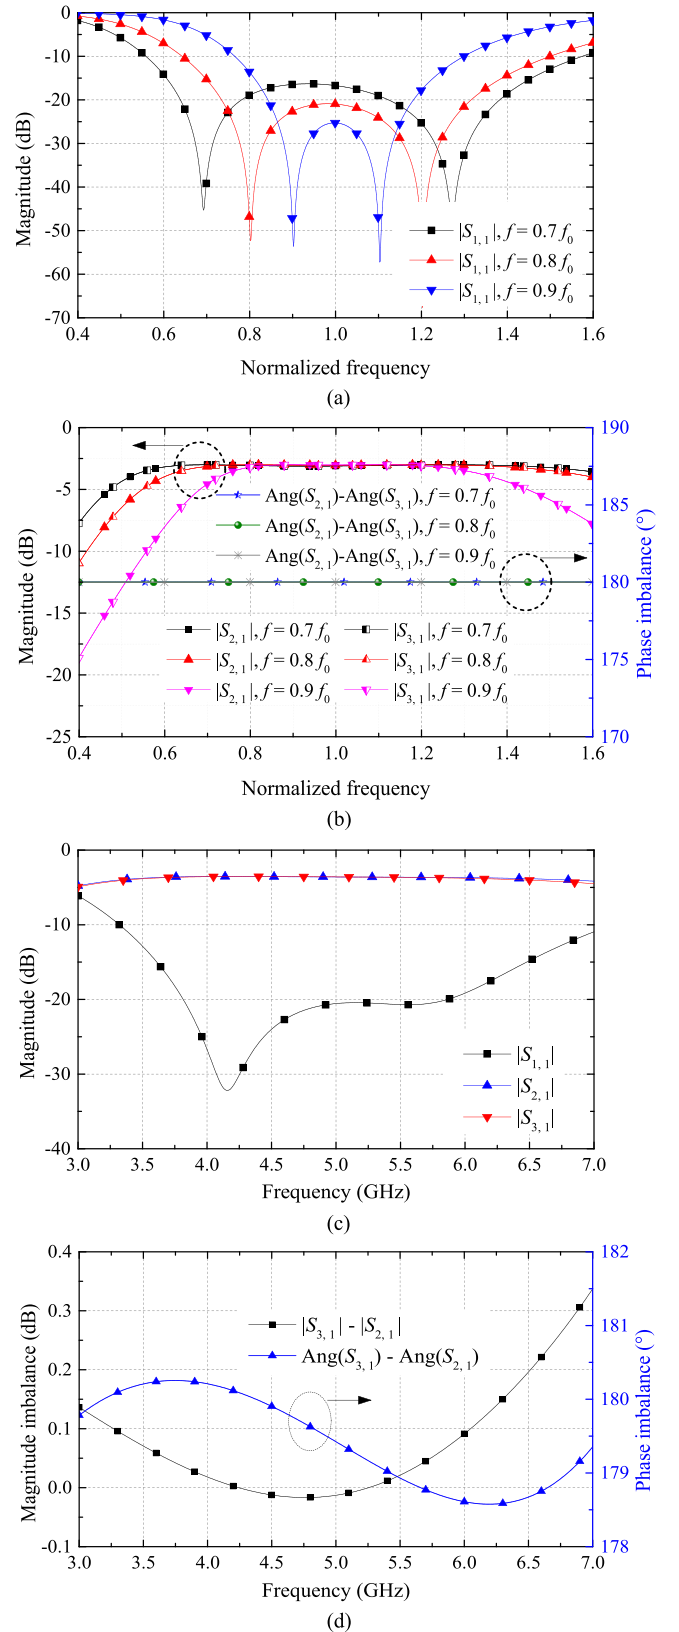 0
-10
-20
-30
-40
-50
-60
-70
Magnitude (dB)
|S1, 1|, f = 0.7 f0
|S1, 1|, f = 0.8 f0
|S1, 1|, f = 0.9 f0
0.4 0.6 0.8 1.0 1.2 1.4 1.6
Normalized frequency
(a)
0
-5
-10
-15
-20
-25
Magnitude (dB)
190
185
180
175
170
Phase imbalance (°)
Ang(S2, 1)-Ang(S3, 1), f = 0.7 f0
Ang(S2, 1)-Ang(S3, 1), f = 0.8 f0
Ang(S2, 1)-Ang(S3, 1), f = 0.9 f0
|S2, 1|, f = 0.7 f0 |S3, 1|, f = 0.7 f0
|S2, 1|, f = 0.8 f0 |S3, 1|, f = 0.8 f0
|S2, 1|, f = 0.9 f0 |S3, 1|, f = 0.9 f0
0.4 0.6 0.8 1.0 1.2 1.4 1.6
Normalized frequency
(b)
0
-10
-20
-30
-40
Magnitude (dB)
|S1, 1|
|S2, 1|
|S3, 1|
3.0 3.5 4.0 4.5 5.0 5.5 6.0 6.5 7.0
Frequency (GHz)
(c)
0.4
0.3
0.2
0.1
0.0
-0.1
Magnitude imbalance (dB)
182
181
180
179
178
Phase imbalance (°)
|S3, 1| - |S2, 1|
Ang(S3, 1) - Ang(S2, 1)
3.0 3.5 4.0 4.5 5.0 5.5 6.0 6.5 7.0
Frequency (GHz)
(d)